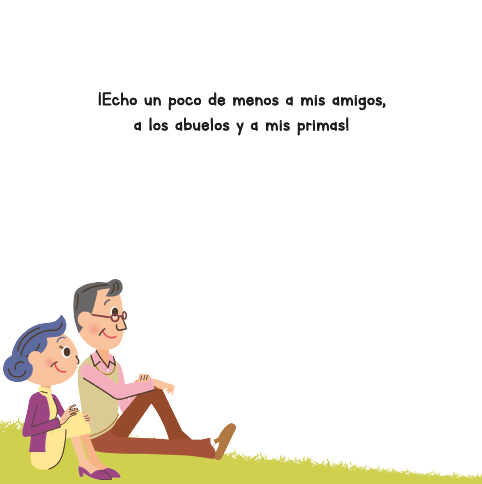 ¡Echo un poco de menos a mis amigos,
a los abuelos y a mis primas!